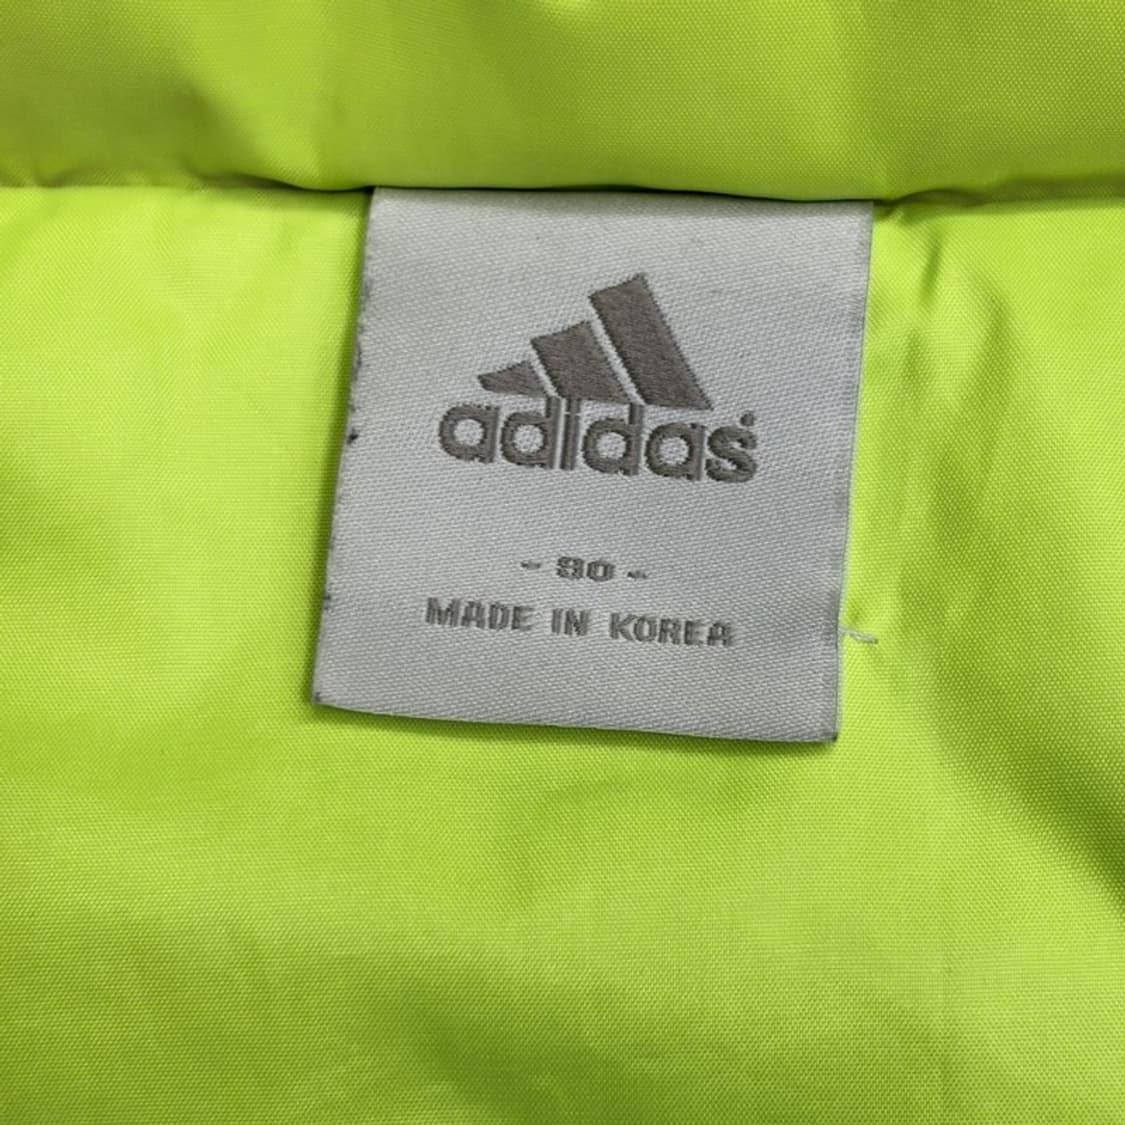 adidas
- 90 -
MADE IN KOREA